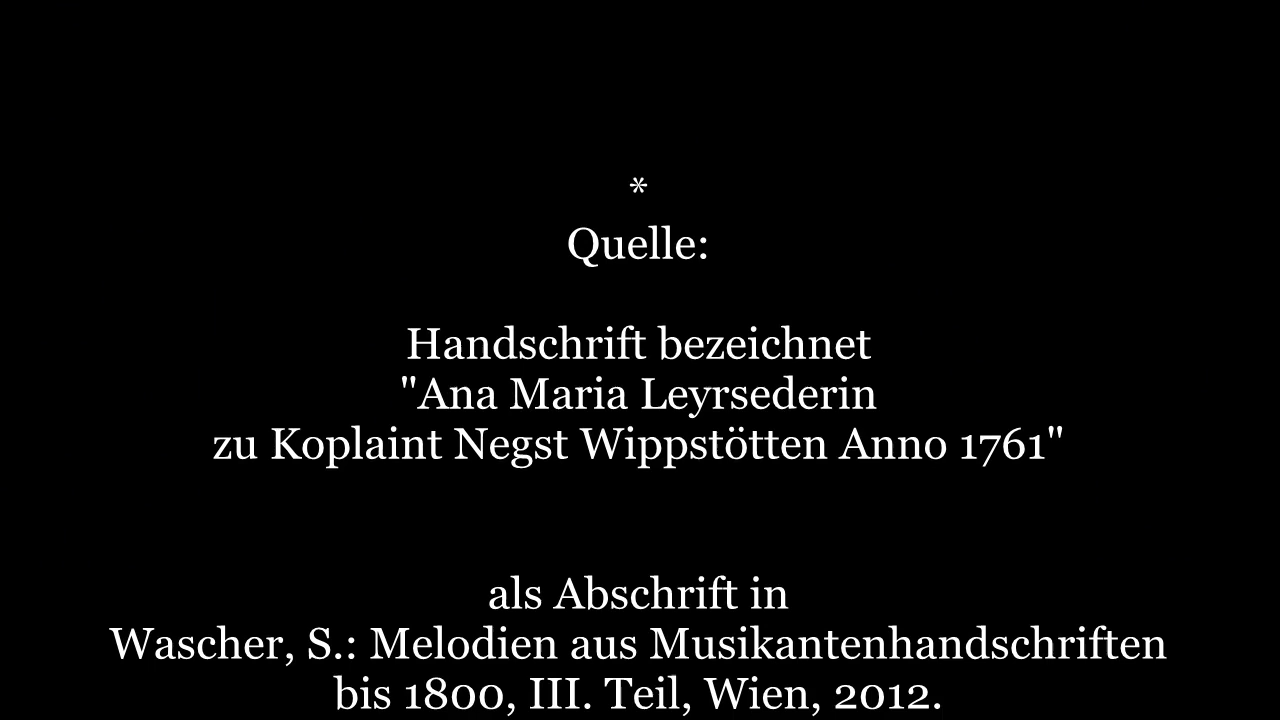 *
Quelle:
Handschrift bezeichnet
"Ana Maria Leyrsederin
zu Koplaint Negst Wippstötten Anno 1761"
als Abschrift in
Wascher, S.: Melodien aus Musikantenhandschriften
bis 1800, III. Teil, Wien, 2012.